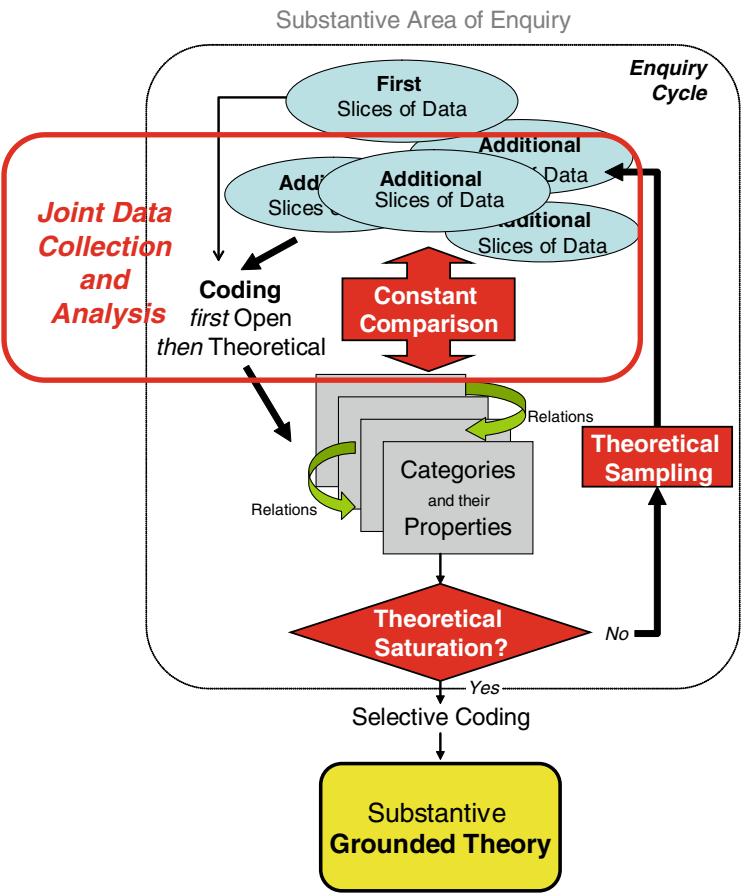 Substantive Area of Enquiry
Enquiry
Cycle
First
Slices of Data
Additional
of Data
Addi
Slices of
Additional
Slices of Data
Additional
Slices of Data
Joint Data
Collection
and
Analysis
Coding
first Open
then Theoretical
Constant
Comparison
Relations
Relations
Categories
and their
Properties
Theoretical
Sampling
Theoretical
Saturation?
No
Yes
Selective Coding
Substantive
Grounded Theory